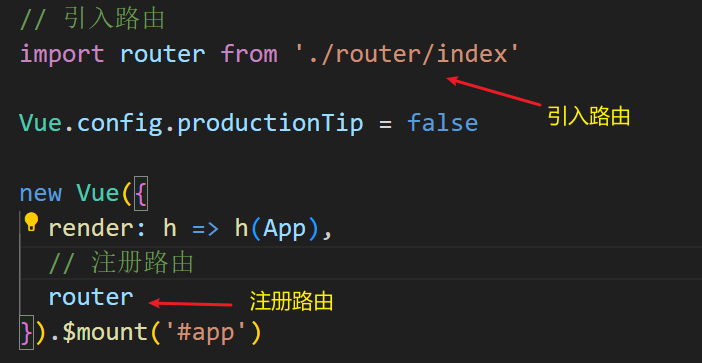 // 引入路由
import router from './router/index'
引入路由
Vue.config.productionTip = false
new Vue({
render: h => h(App),
// 注册路由
router
注册路由
}).$mount('#app')